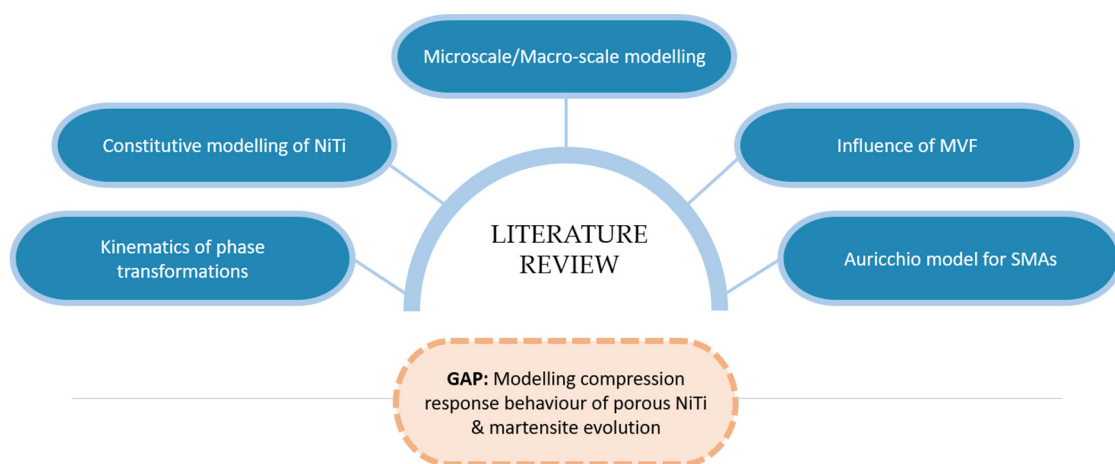 Microscale/Macro-scale modelling
Constitutive modelling of NiTi
Influence of MVF
Kinematics of phase
transformations
LITERATURE
REVIEW
Auricchio model for SMAs
GAP: Modelling compression
response behaviour of porous NiTi
& martensite evolution